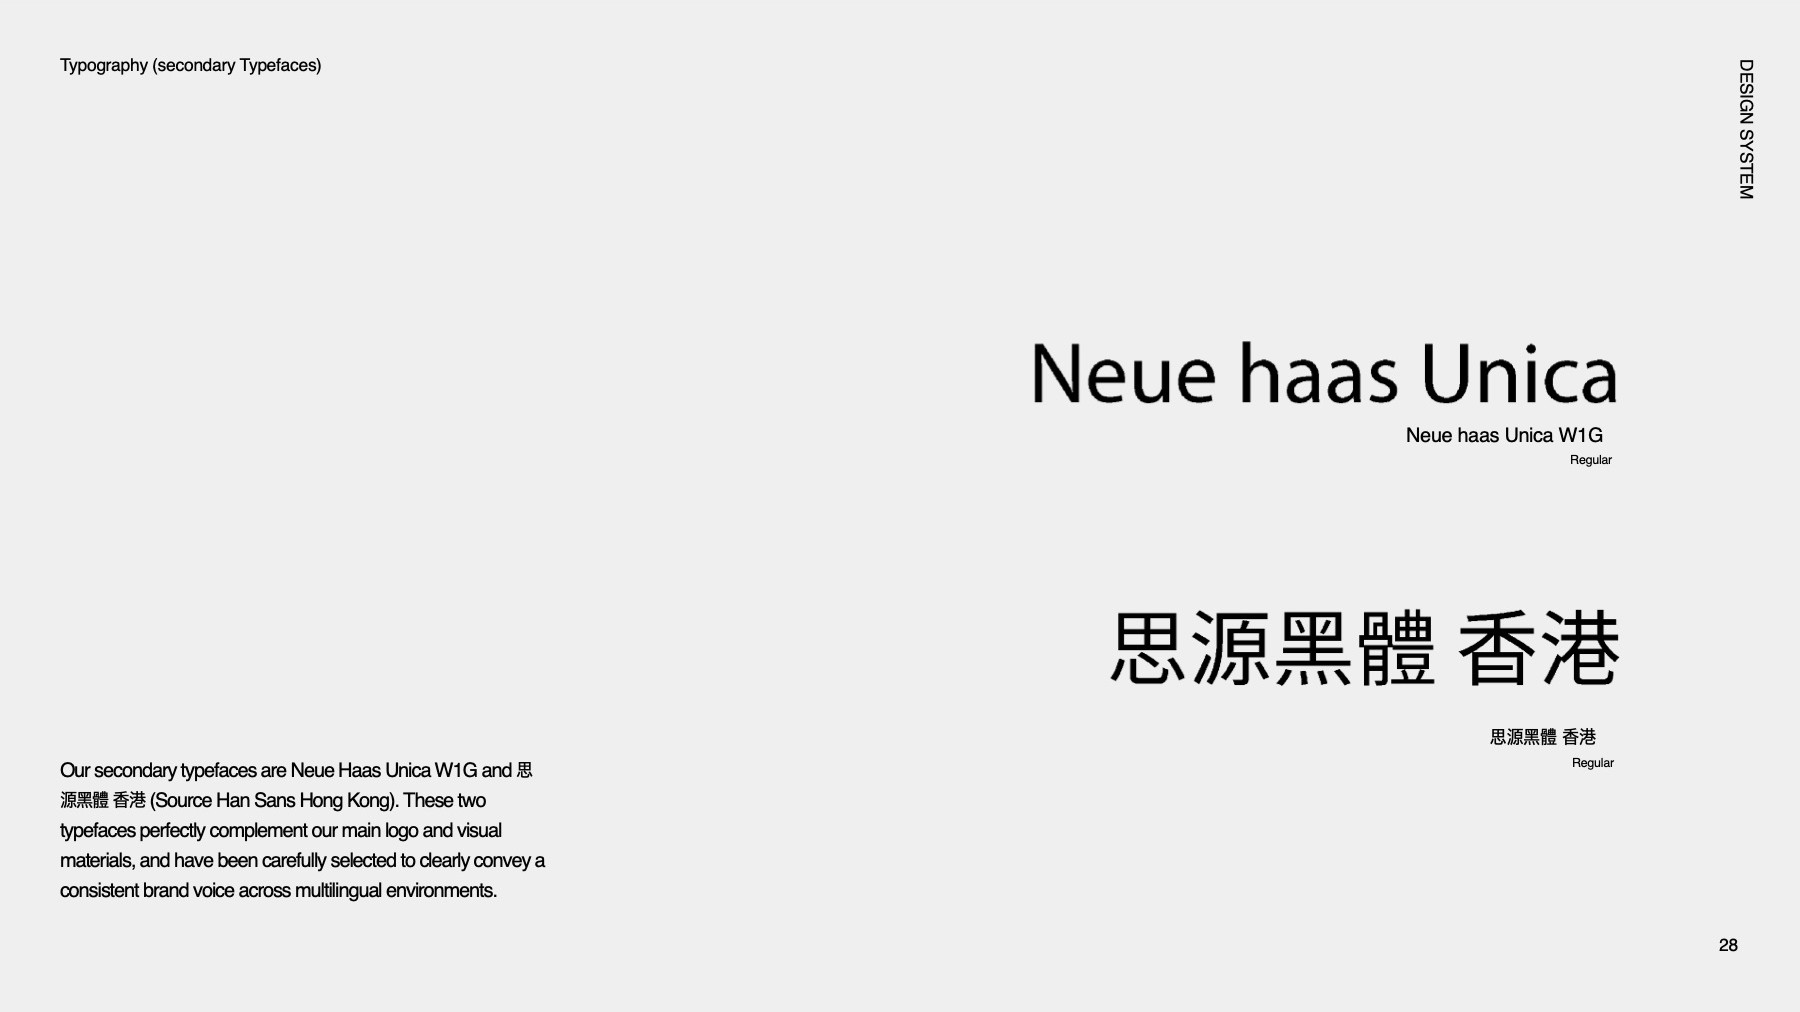 Typography (secondary Typefaces)
DESIGN SYSTEM
Neue haas Unica
Neue haas Unica W1G
Regular
思源黑體 香港
思源黑體 香港
Regular
Our secondary typefaces are Neue Haas Unica W1G and 思
源黑體 香港 (Source Han Sans Hong Kong). These two
typefaces perfectly complement our main logo and visual
materials, and have been carefully selected to clearly convey a
consistent brand voice across multilingual environments.
28